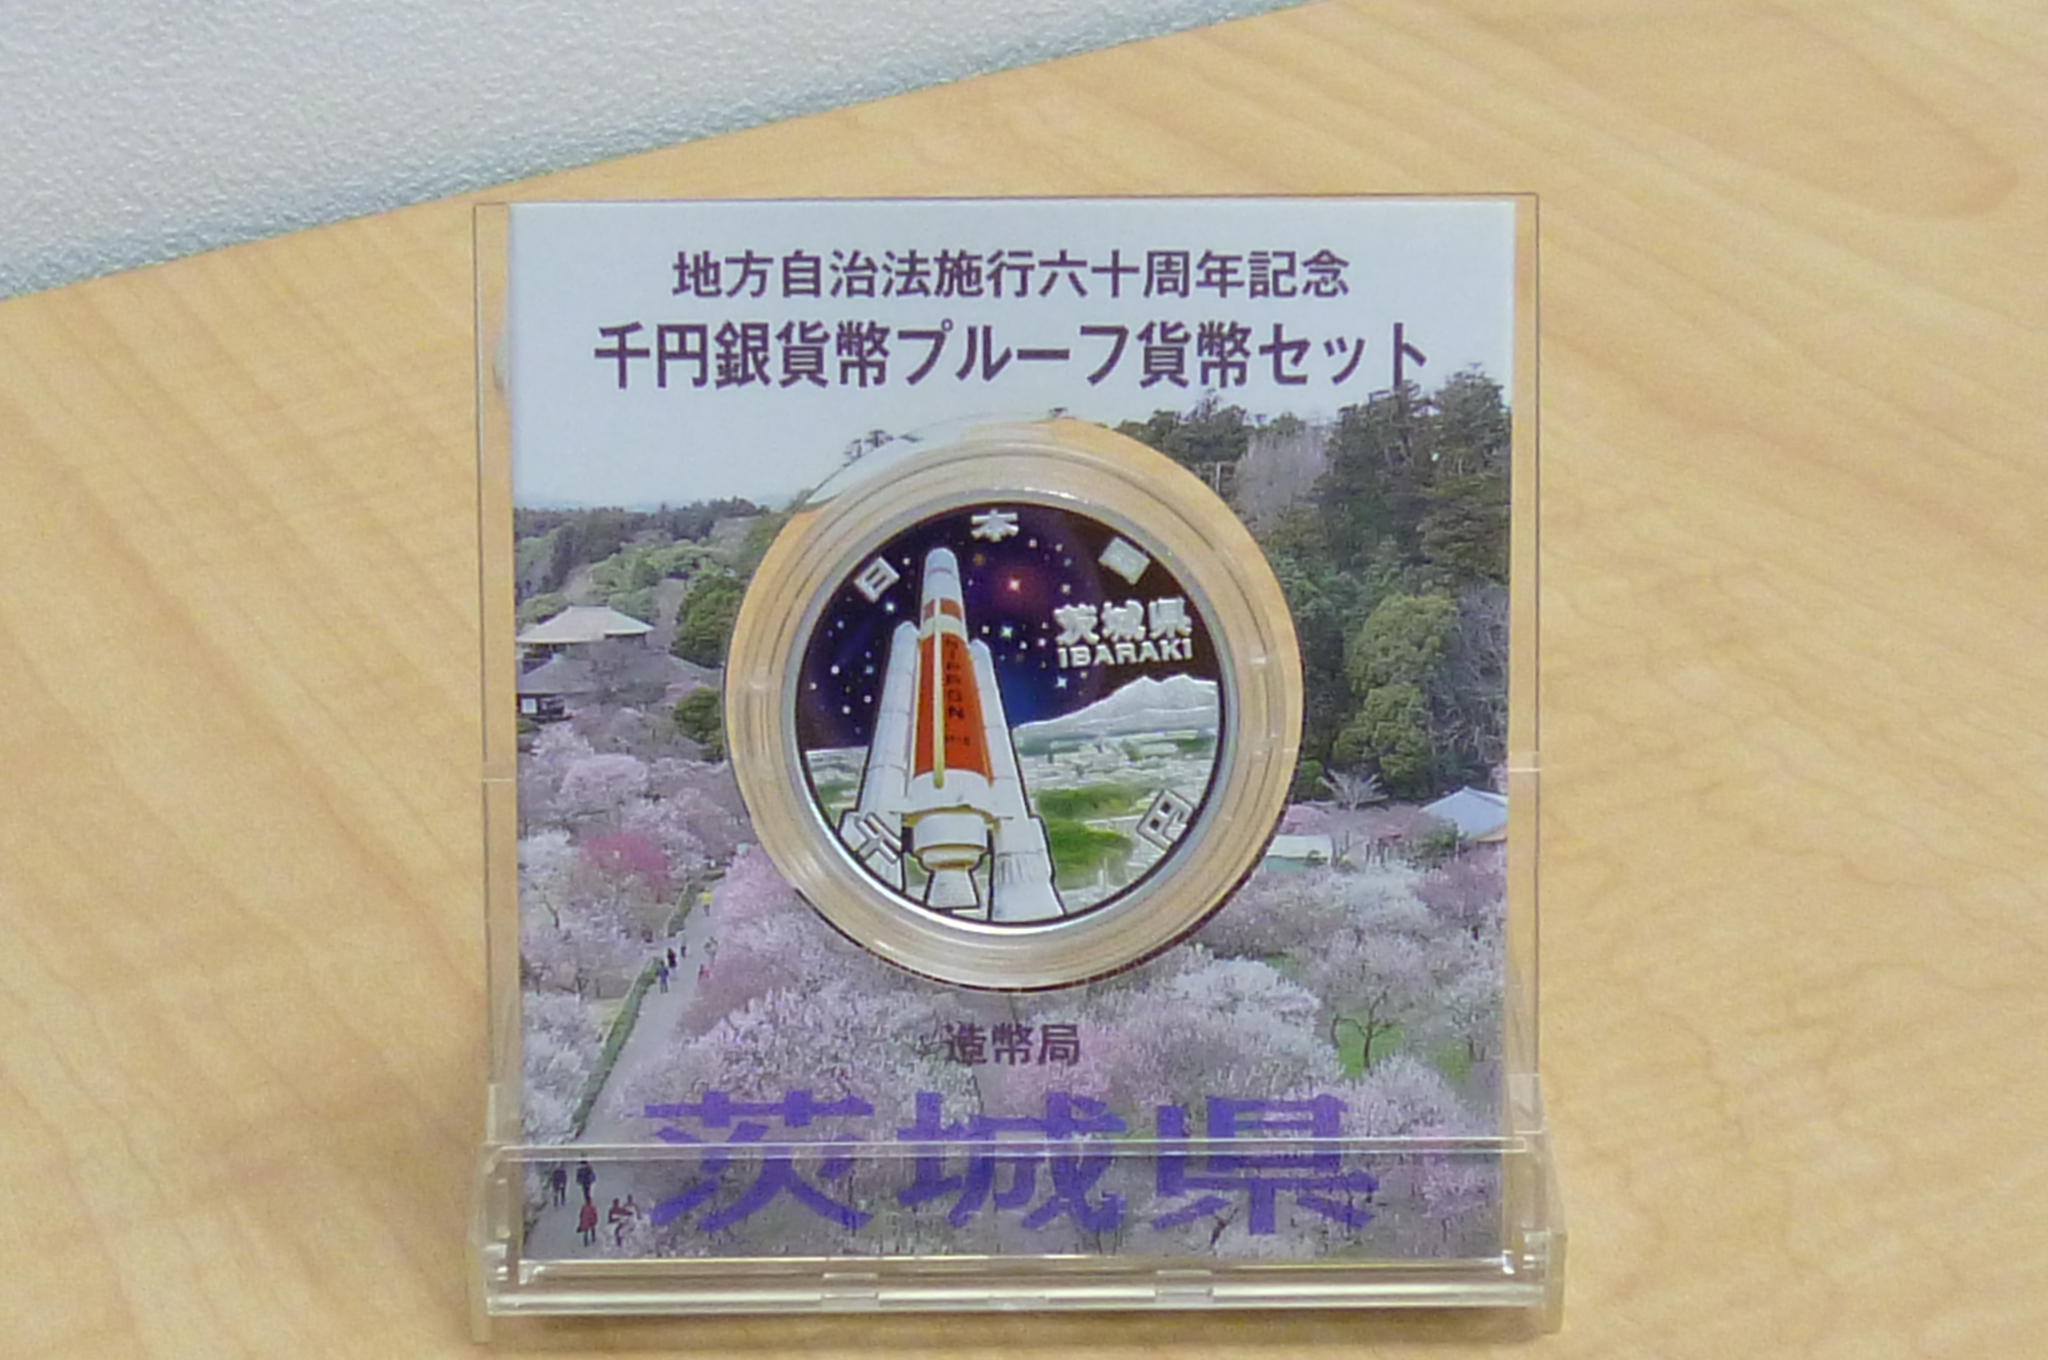 地方自治法施行六十周年記念
千円銀貨幣プルーフ貨幣セット
日本国
茨城県
IBARAKI
NIPPON
千円
造幣局
茨城県